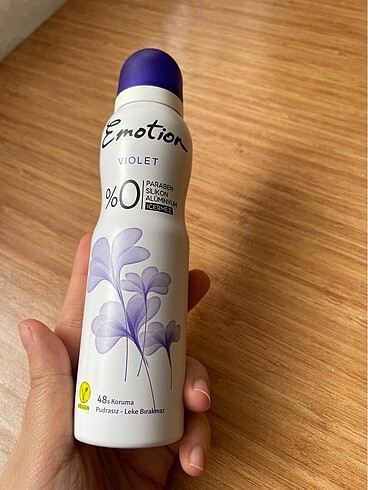 Emotion
VIOLET
%0
PARABEN
SİLİKON
ALÜMİNYUM
İÇERMEZ
VEGAN
48s Koruma
Pudrasız - Leke Bırakmaz